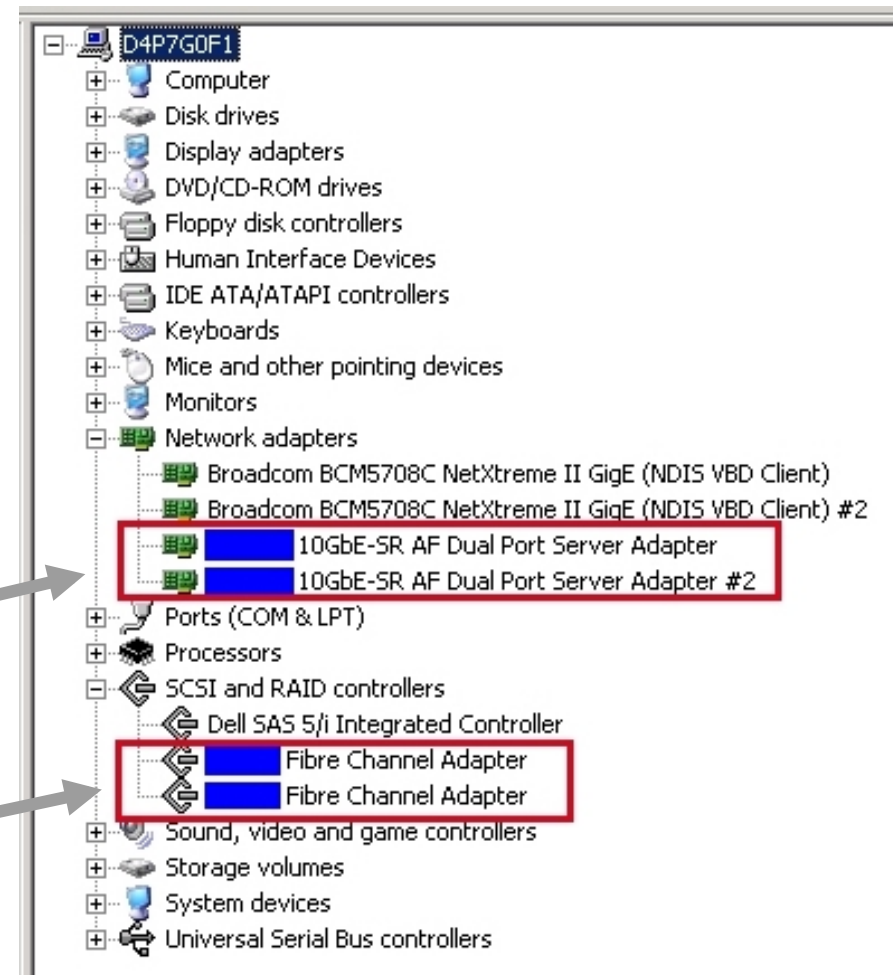 D4P7G0F1
Computer
Disk drives
Display adapters
DVD/CD-ROM drives
Floppy disk controllers
Human Interface Devices
IDE ATA/ATAPI controllers
Keyboards
Mice and other pointing devices
Monitors
Network adapters
Broadcom BCM5708C NetXtreme II GigE (NDIS VBD Client)
Broadcom BCM5708C NetXtreme II GigE (NDIS VBD Client) #2
10GbE-SR AF Dual Port Server Adapter
10GbE-SR AF Dual Port Server Adapter #2
Ports (COM & LPT)
Processors
SCSI and RAID controllers
Dell SAS 5/i Integrated Controller
Fibre Channel Adapter
Fibre Channel Adapter
Sound, video and game controllers
Storage volumes
System devices
Universal Serial Bus controllers